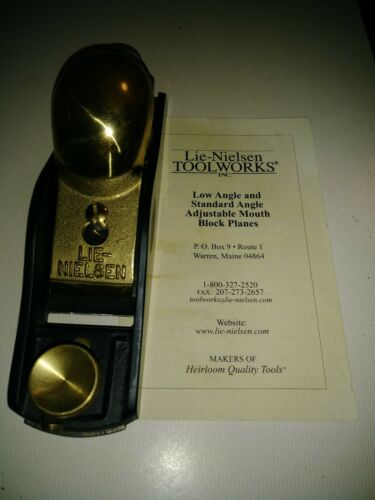 LIE-
NIELSEN
Lie-Nielsen
TOOLWORKS®
INC.
Low Angle and
Standard Angle
Adjustable Mouth
Block Planes
P. O. Box 9 • Route 1
Warren, Maine 04864
1-800-327-2520
FAX: 207-273-2657
toolworks@lie-nielsen.com
Website:
www.lie-nielsen.com
MAKERS OF
Heirloom Quality Tools®